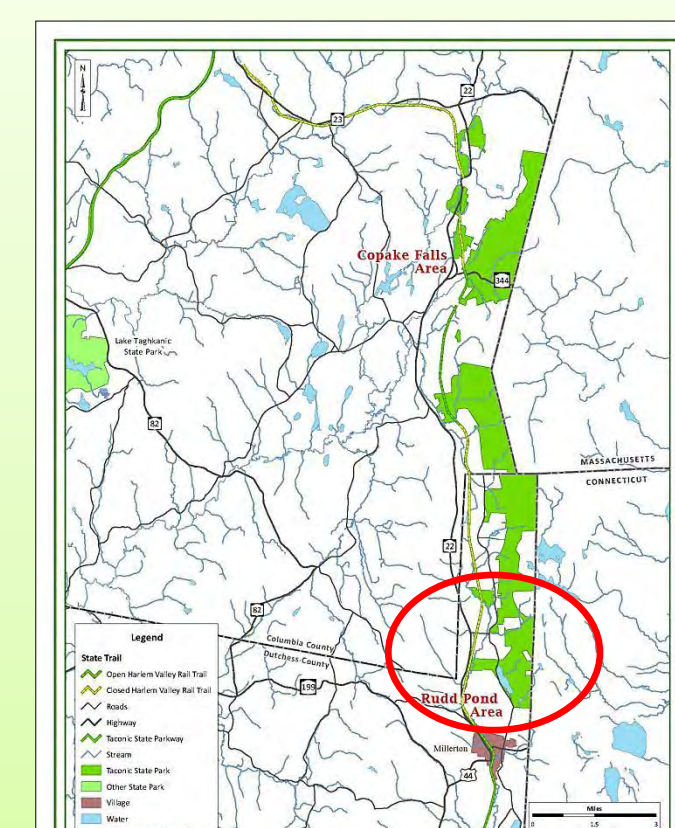 N
22
23
Copake Falls
Area
344
Lake Taghkanic
State Park
82
MASSACHUSETTS
CONNECTICUT
22
82
Columbia County
Dutchess County
199
Rudd Pond
Area
Millerton
44
Legend
State Trail
Open Harlem Valley Rail Trail
Closed Harlem Valley Rail Trail
Roads
Highway
Taconic State Parkway
Stream
Taconic State Park
Other State Park
Village
Water
Miles
0 1.5 3